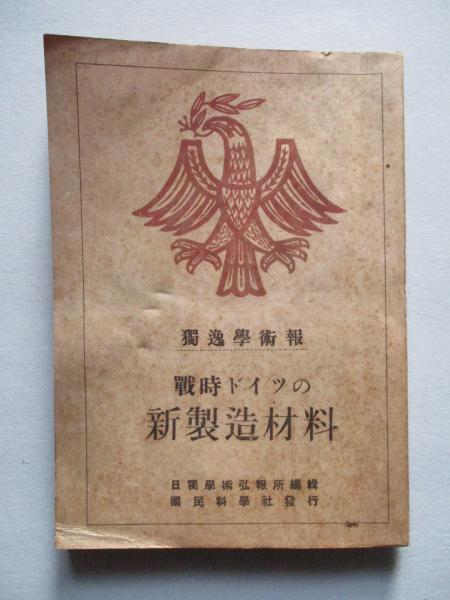 獨逸學術報
戰時ドイツの
新製造材料
日獨學術弘報所編輯
國民科學社發行